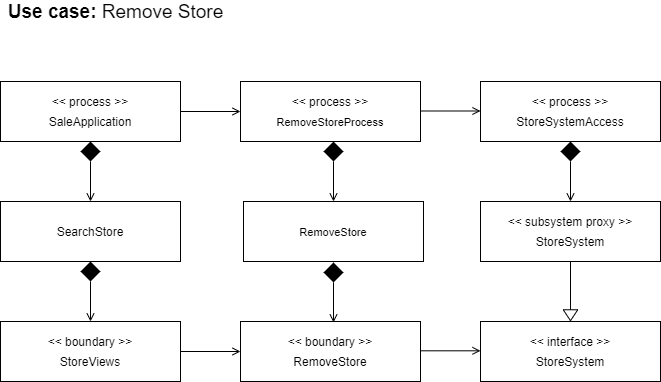 Use case: Remove Store
<< process >>
SaleApplication
<< process >>
RemoveStoreProcess
<< process >>
StoreSystemAccess
SearchStore
RemoveStore
<< subsystem proxy >>
StoreSystem
<< boundary >>
StoreViews
<< boundary >>
RemoveStore
<< interface >>
StoreSystem